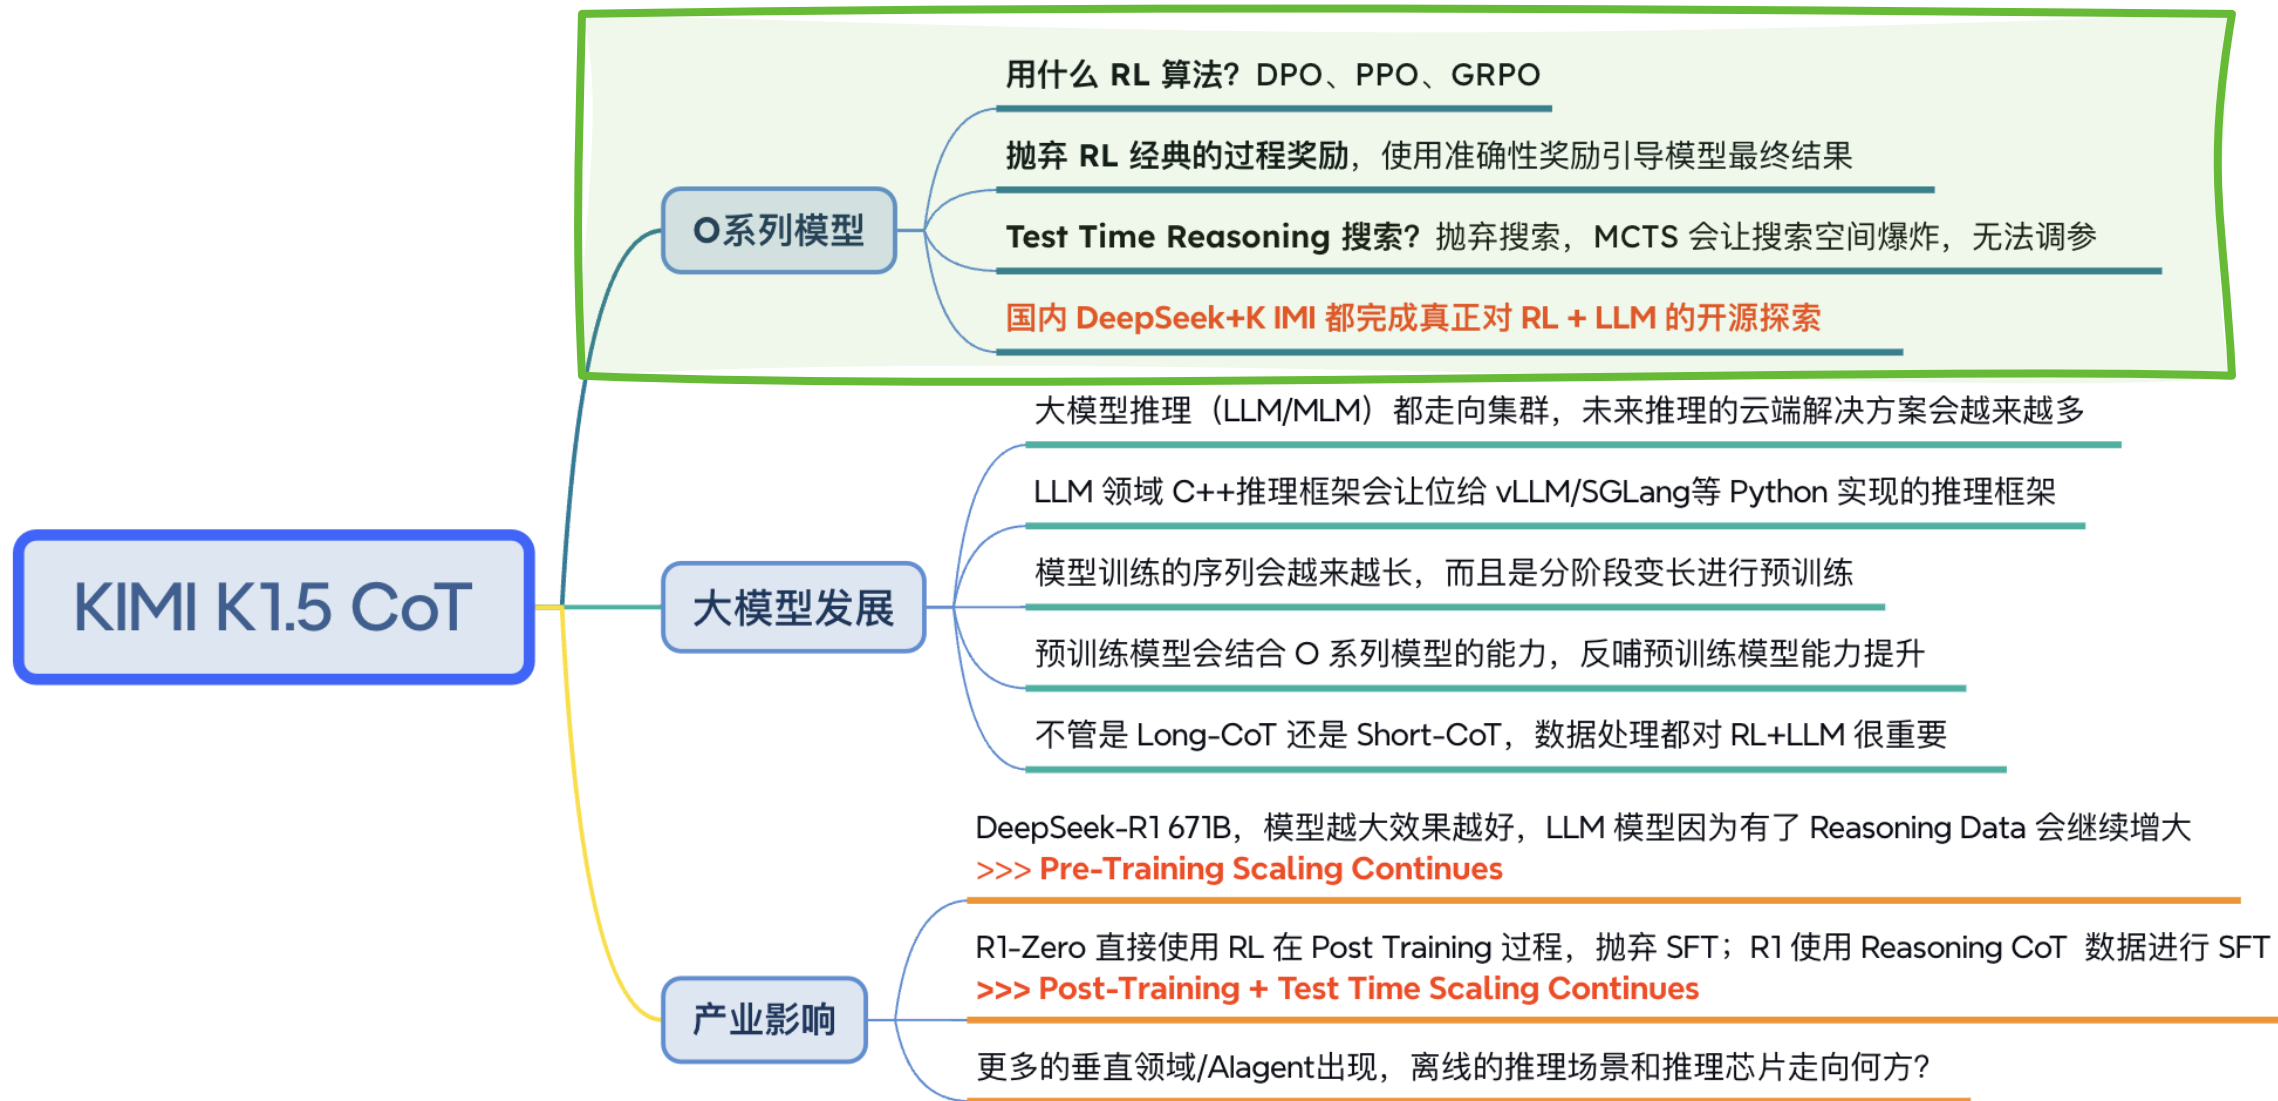 用什么 RL 算法？DPO、PPO、GRPO
抛弃 RL 经典的过程奖励，使用准确性奖励引导模型最终结果
O系列模型
Test Time Reasoning 搜索？抛弃搜索，MCTS 会让搜索空间爆炸，无法调参
国内 DeepSeek+K IMI 都完成真正对 RL + LLM 的开源探索
大模型推理（LLM/MLM）都走向集群，未来推理的云端解决方案会越来越多
LLM 领域 C++推理框架会让位给 vLLM/SGLang等 Python 实现的推理框架
KIMI K1.5 CoT
大模型发展
模型训练的序列会越来越长，而且是分阶段变长进行预训练
预训练模型会结合 O 系列模型的能力，反哺预训练模型能力提升
不管是 Long-CoT 还是 Short-CoT，数据处理都对 RL+LLM 很重要
DeepSeek-R1 671B，模型越大效果越好，LLM 模型因为有了 Reasoning Data 会继续增大
>>> Pre-Training Scaling Continues
产业影响
R1-Zero 直接使用 RL 在 Post Training 过程，抛弃 SFT；R1 使用 Reasoning CoT 数据进行 SFT
>>> Post-Training + Test Time Scaling Continues
更多的垂直领域/AIagent出现，离线的推理场景和推理芯片走向何方？